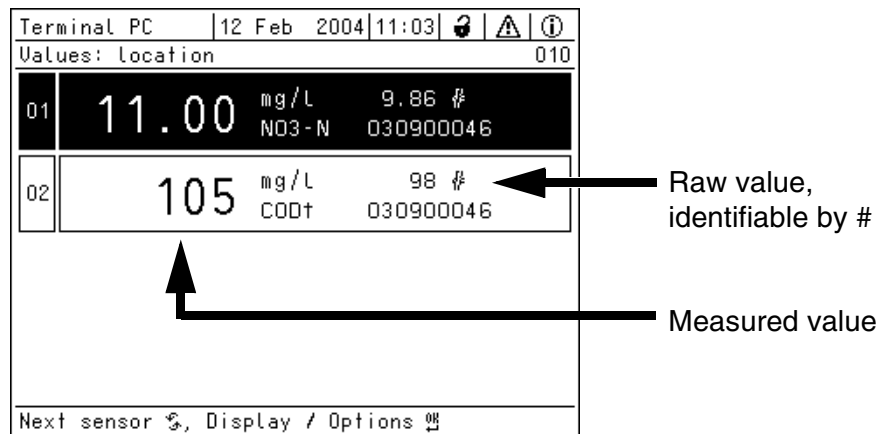 Terminal PC 12 Feb 2004 11:03
Values: location 010
01 11.00 mg/l 9.86 #
NO3-N 030900046
02 105 mg/l 98 #
CODt 030900046
Raw value,
identifiable by #
Measured value
Next sensor , Display / Options OK